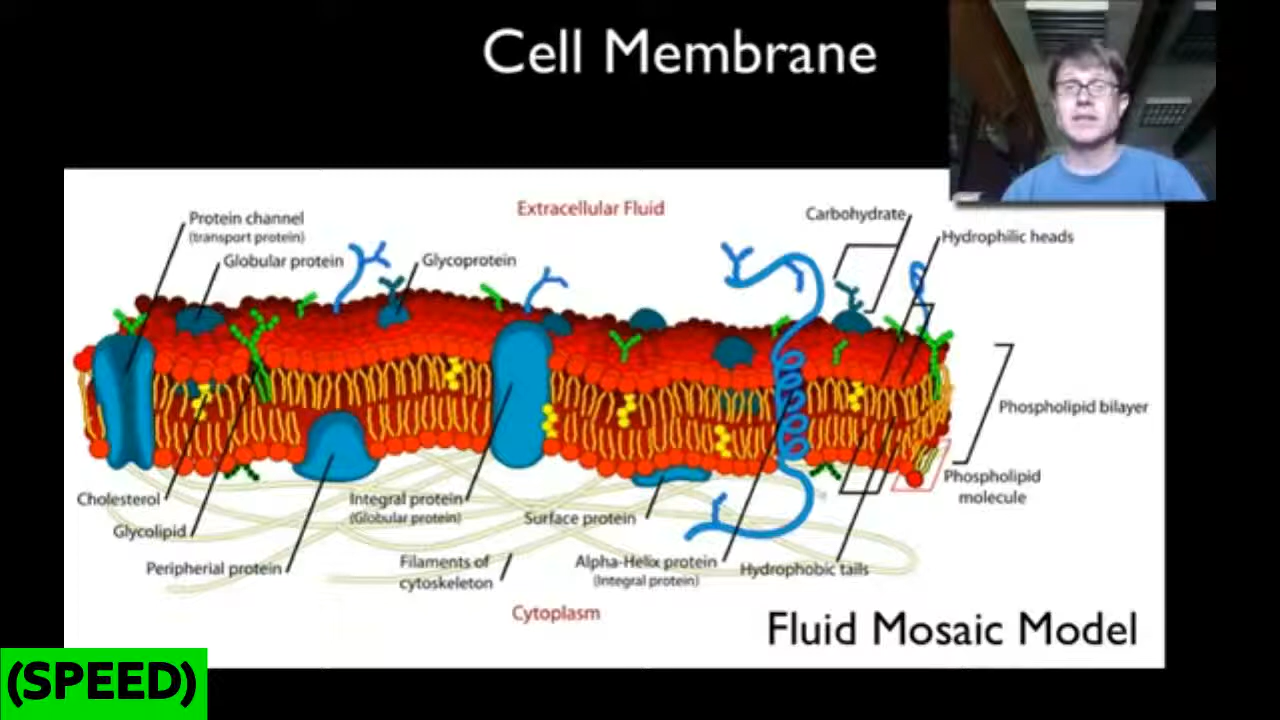 Cell Membrane
Extracellular Fluid
Protein channel
(transport protein)
Globular protein
Glycoprotein
Carbohydrate
Hydrophilic heads
Phospholipid bilayer
Phospholipid
molecule
Cholesterol
Glycolipid
Peripherial protein
Integral protein
(Globular protein)
Surface protein
Filaments of
cytoskeleton
Alpha-Helix protein
(Integral protein)
Hydrophobic tails
Cytoplasm
Fluid Mosaic Model
(SPEED)